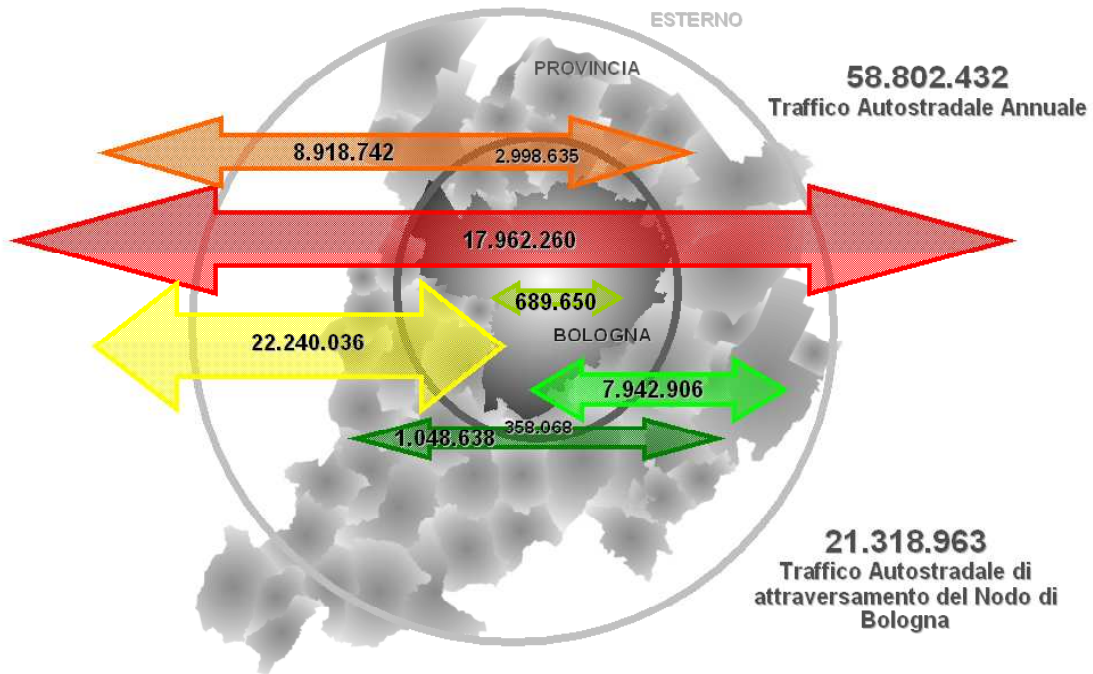 ESTERNO
PROVINCIA
58.802.432
Traffico Autostradale Annuale
8.918.742
2.998.635
17.962.260
689.650
BOLOGNA
22.240.036
7.942.906
358.068
1.048.638
21.318.963
Traffico Autostradale di
attraversamento del Nodo di
Bologna